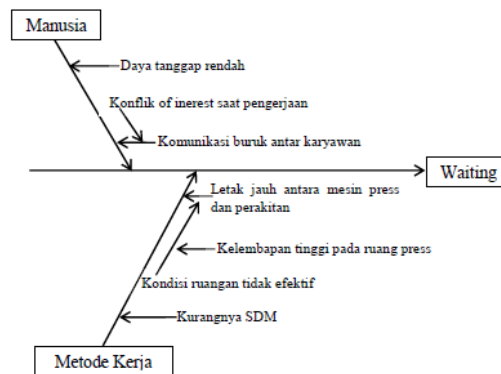 Manusia
Daya tanggap rendah
Konflik of inerest saat pengerjaan
Komunikasi buruk antar karyawan
Waiting
Letak jauh antara mesin press
dan perakitan
Kelembapan tinggi pada ruang press
Kondisi ruangan tidak efektif
Kurangnya SDM
Metode Kerja